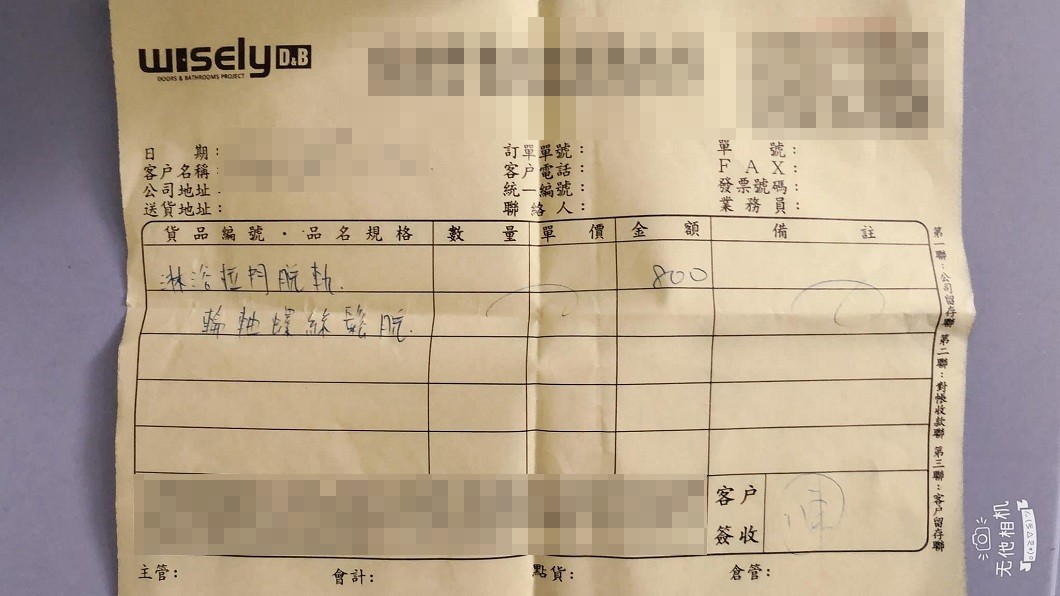 WISELY D&B
DOORS & BATHROOMS PROJECT
日期：
訂單單號：
單號：
客戶名稱：
客戶電話：
FAX：
公司地址：
統一編號：
發票號碼：
送貨地址：
聯絡人：
業務員：
貨品編號・品名規格 數量 單價 金額 備註
淋浴拉門脫軌. 800
輪軸螺絲鬆脫.
客戶
簽收
第一聯：公司留存聯 第二聯：對帳收款聯 第三聯：客戶留存聯
主管： 會計： 點貨： 倉管：
无他相机